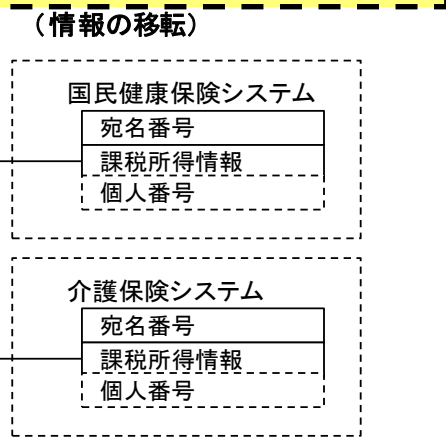 （情報の移転）
国民健康保険システム
宛名番号
課税所得情報
個人番号
介護保険システム
宛名番号
課税所得情報
個人番号